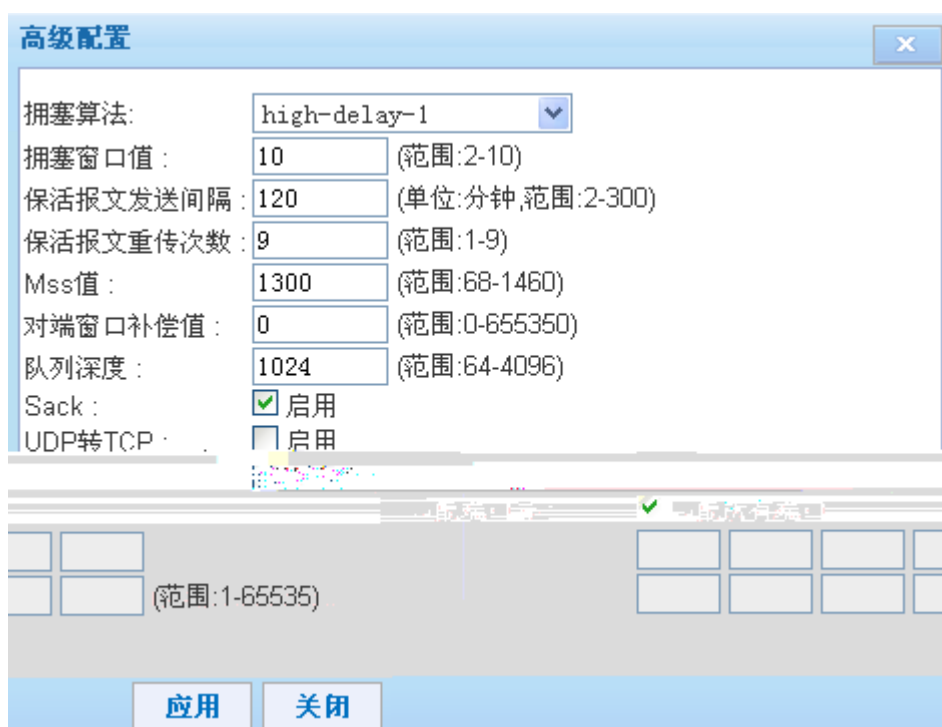 高级配置
拥塞算法: high-delay-1
拥塞窗口值： 10 (范围:2-10)
保活报文发送间隔： 120 (单位:分钟,范围:2-300)
保活报文重传次数： 9 (范围:1-9)
Mss值： 1300 (范围:68-1460)
对端窗口补偿值： 0 (范围:0-655350)
队列深度： 1024 (范围:64-4096)
Sack： 启用
UDP转TCP： 启用
(范围:1-65535)
应用 关闭